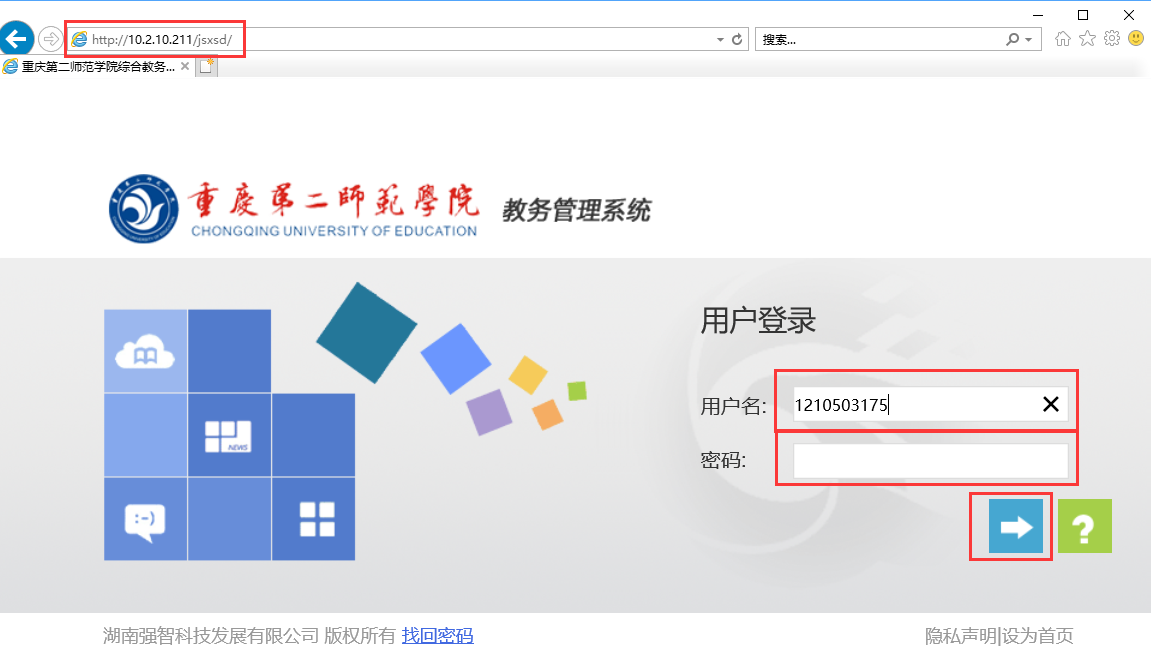 http://10.2.10.211/jsxsd/
搜索...
重庆第二师范学院综合教务...
重慶第二師範學院
CHONGQING UNIVERSITY OF EDUCATION
教务管理系统
用户登录
用户名: 1210503175
密码:
NEWS
:-)
?
湖南强智科技发展有限公司 版权所有 找回密码
隐私声明|设为首页